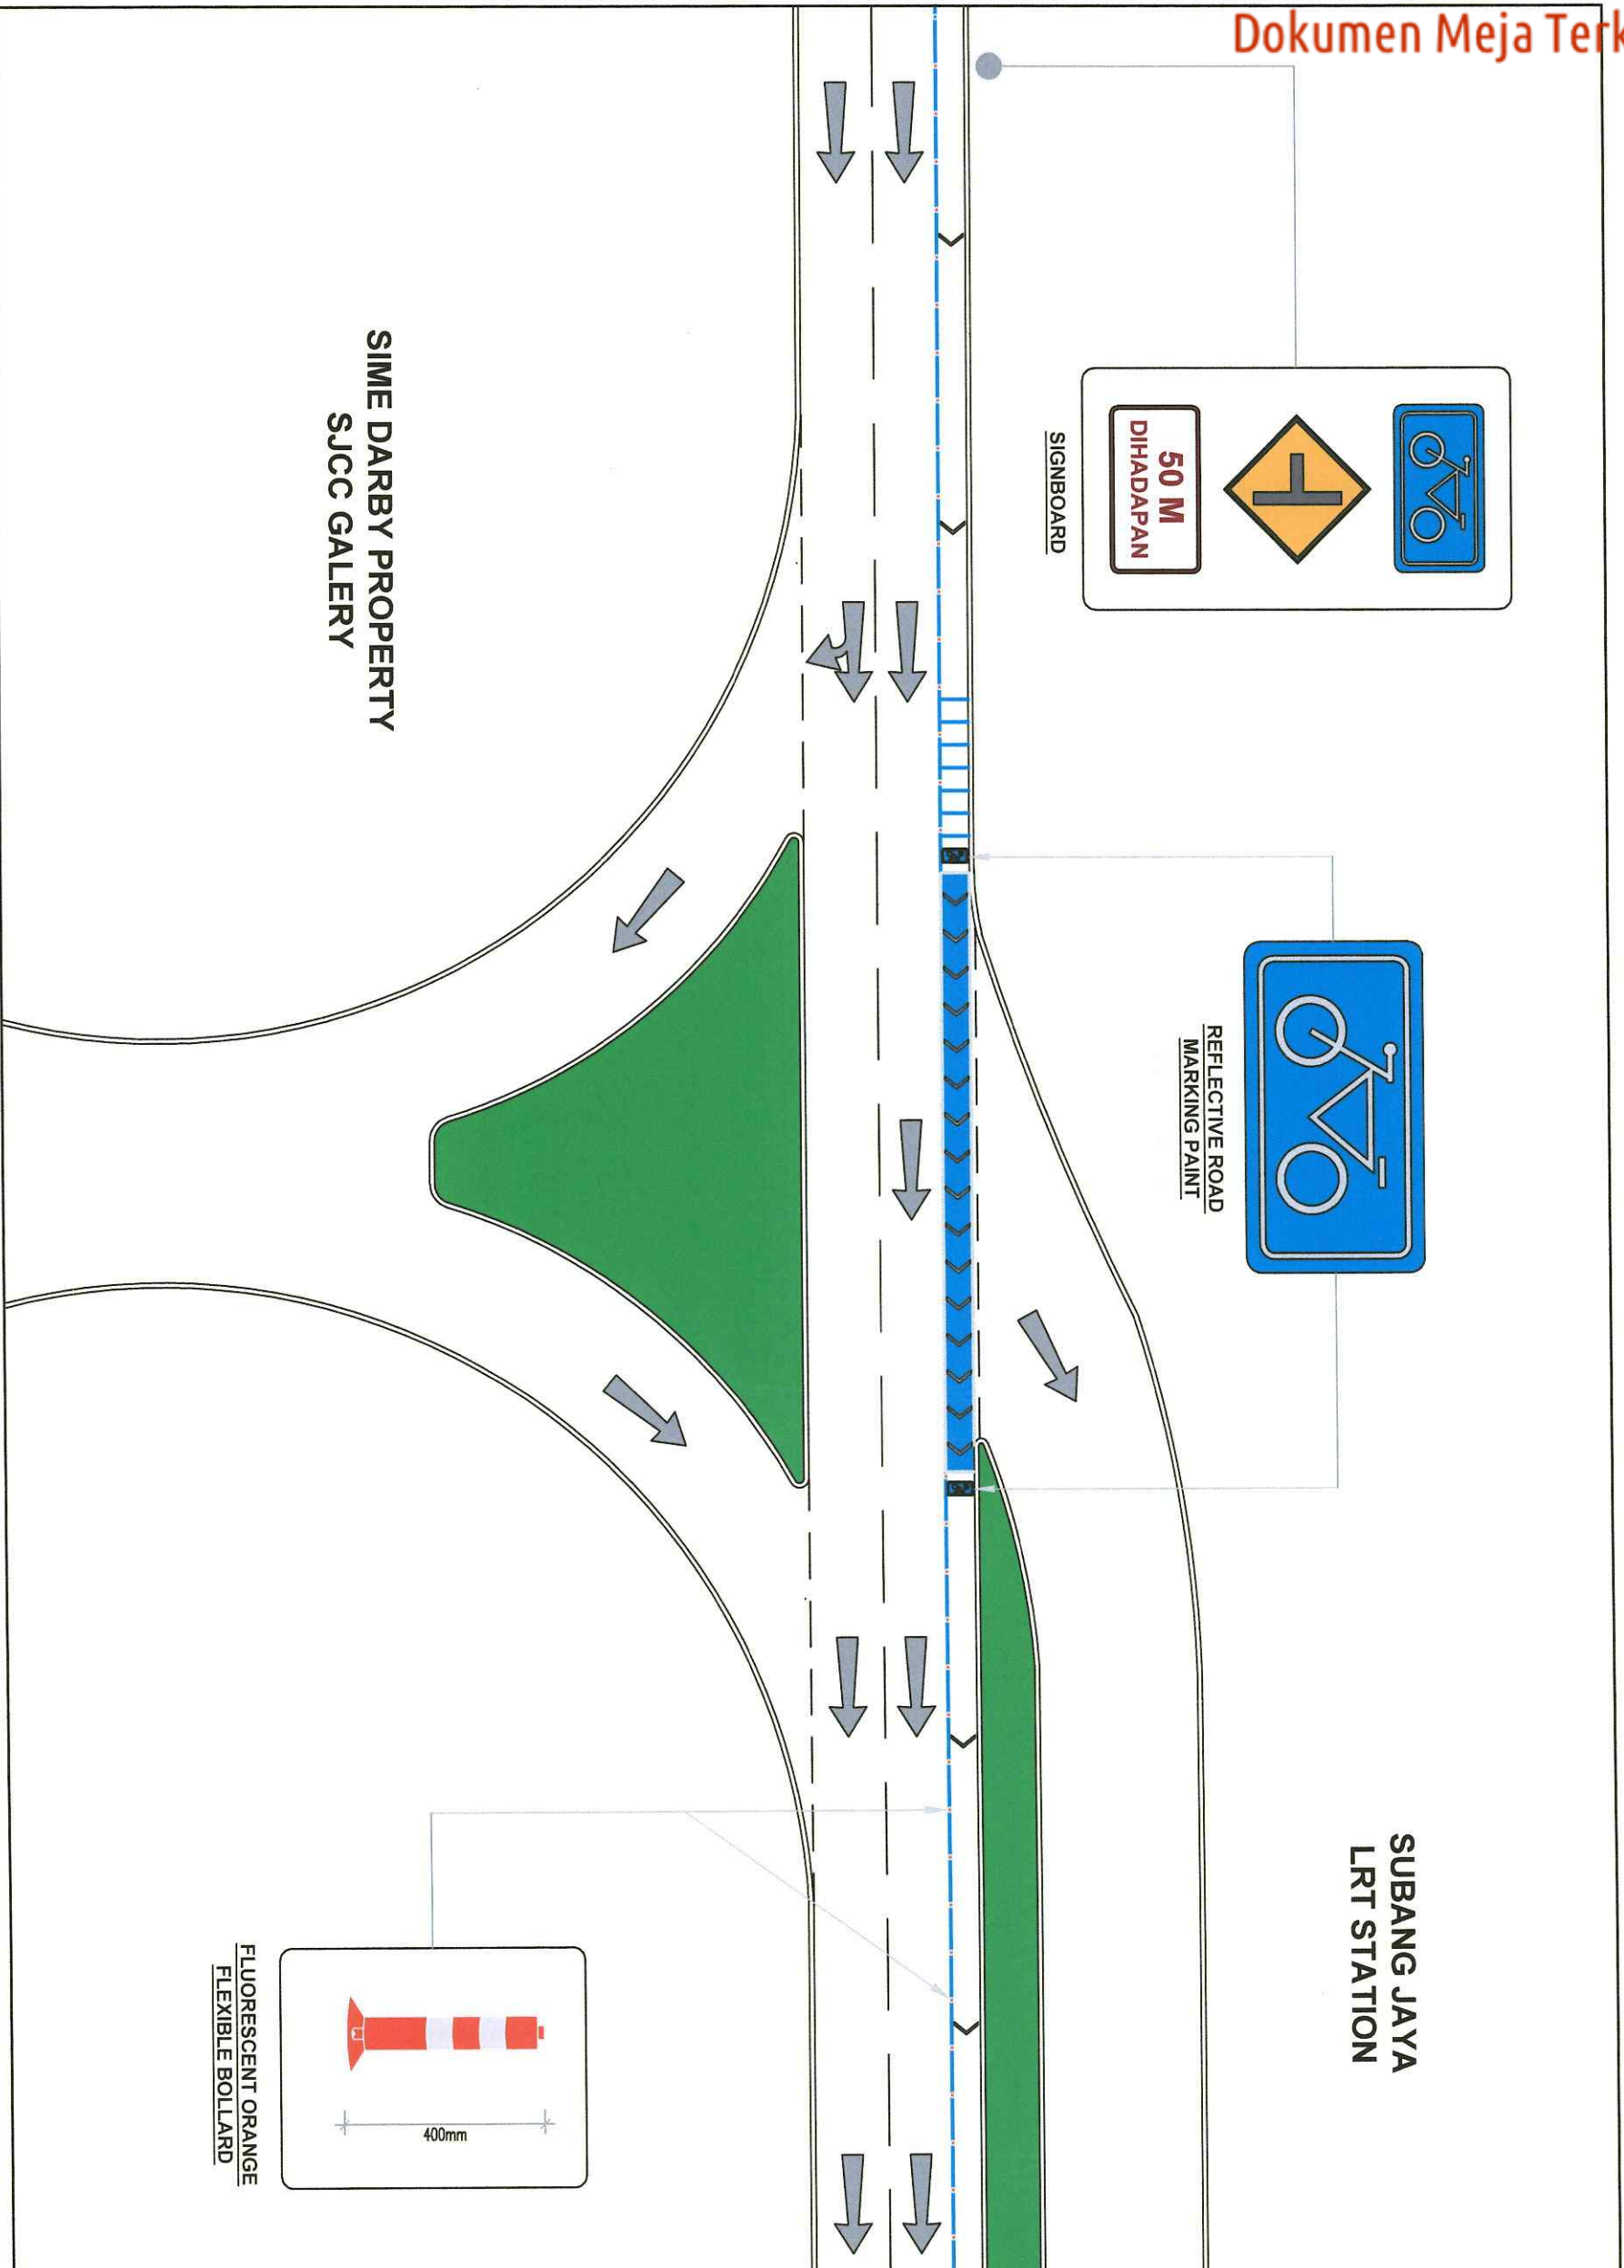 Dokumen Meja Terk
50 M
DIHADAPAN
SIGNBOARD
REFLECTIVE ROAD
MARKING PAINT
SIME DARBY PROPERTY
SJCC GALERY
SUBANG JAYA
LRT STATION
400mm
FLUORESCENT ORANGE
FLEXIBLE BOLLARD